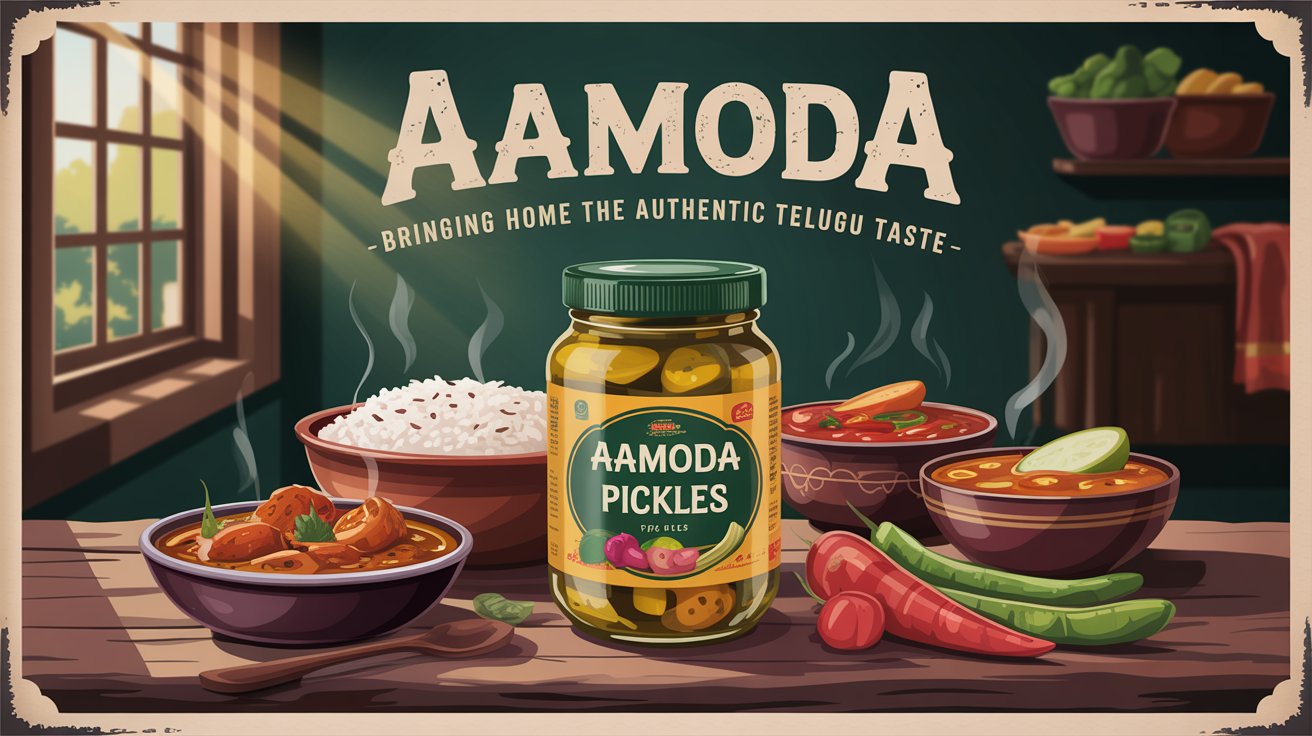 AAMODA
-BRINGING HOME THE AUTHENTIC TELUGU TASTE-
AAMODA
PICKLES